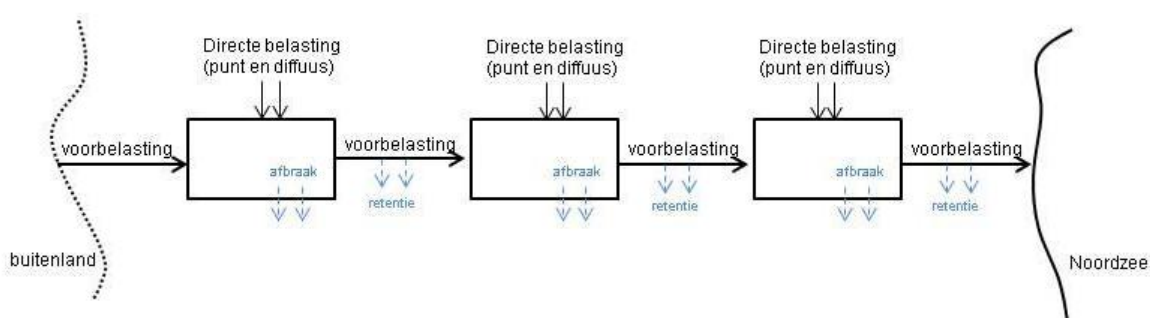 Directe belasting
(punt en diffuus)
Directe belasting
(punt en diffuus)
Directe belasting
(punt en diffuus)
voorbelasting
voorbelasting
voorbelasting
voorbelasting
afbraak
afbraak
afbraak
retentie
retentie
retentie
buitenland
Noordzee